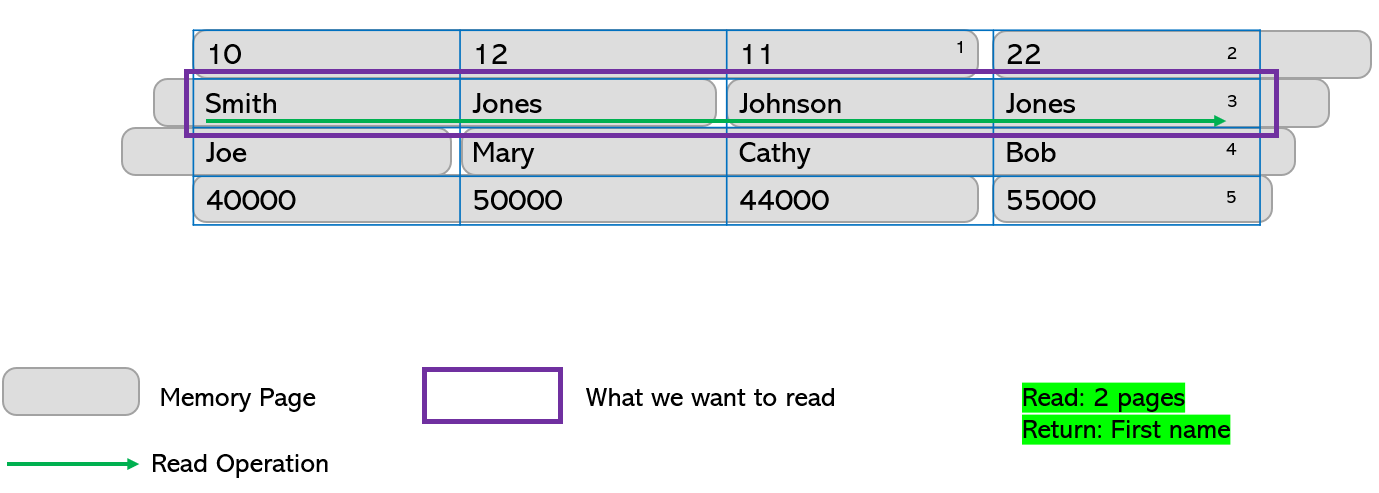 10 12 11 1 22 2
Smith Jones Johnson Jones 3
Joe Mary Cathy Bob 4
40000 50000 44000 55000 5
Memory Page
What we want to read
Read: 2 pages
Return: First name
Read Operation